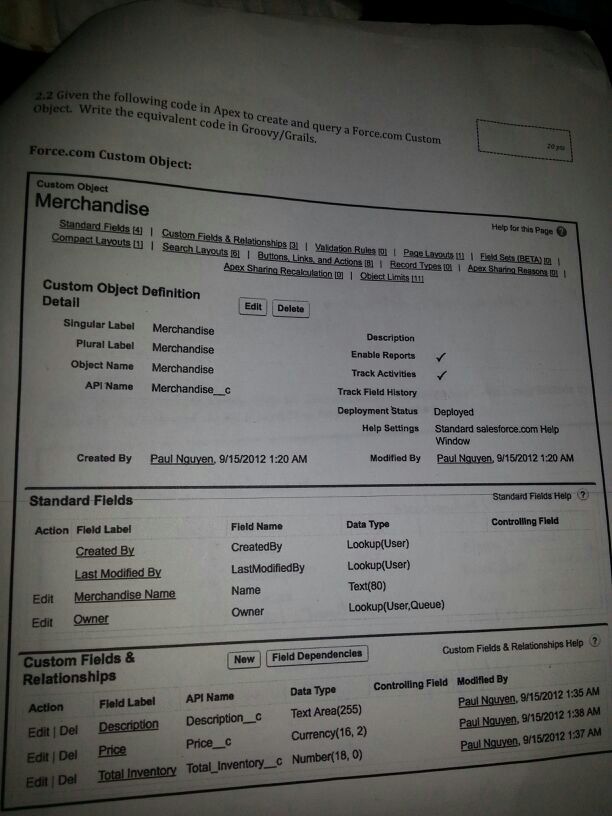 2.2 Given the following code in Apex to create and query a Force.com Custom
Object. Write the equivalent code in Groovy/Grails.
20 pts
Force.com Custom Object:
Custom Object
Merchandise
Help for this Page ?
Standard Fields [4] | Custom Fields & Relationships [3] | Validation Rules [0] | Page Layouts [1] | Field Sets (BETA) [0] |
Compact Layouts [1] | Search Layouts [6] | Buttons, Links, and Actions [8] | Record Types [0] | Apex Sharing Reasons [0] |
Apex Sharing Recalculation [0] | Object Limits [11]
Custom Object Definition
Detail
Edit Delete
Singular Label Merchandise Description
Plural Label Merchandise Enable Reports ✓
Object Name Merchandise Track Activities ✓
API Name Merchandise__c Track Field History
Deployment Status Deployed
Help Settings Standard salesforce.com Help
Window
Created By Paul Nguyen, 9/15/2012 1:20 AM Modified By Paul Nguyen, 9/15/2012 1:20 AM
Standard Fields Standard Fields Help ?
Action Field Label Field Name Data Type Controlling Field
Created By CreatedBy Lookup(User)
Last Modified By LastModifiedBy Lookup(User)
Edit Merchandise Name Name Text(80)
Edit Owner Owner Lookup(User,Queue)
Custom Fields &
Relationships
New Field Dependencies Custom Fields & Relationships Help ?
Action Field Label API Name Data Type Controlling Field Modified By
Edit | Del Description Description__c Text Area(255) Paul Nguyen, 9/15/2012 1:35 AM
Edit | Del Price Price__c Currency(16, 2) Paul Nguyen, 9/15/2012 1:38 AM
Edit | Del Total Inventory Total_Inventory__c Number(18, 0) Paul Nguyen, 9/15/2012 1:37 AM